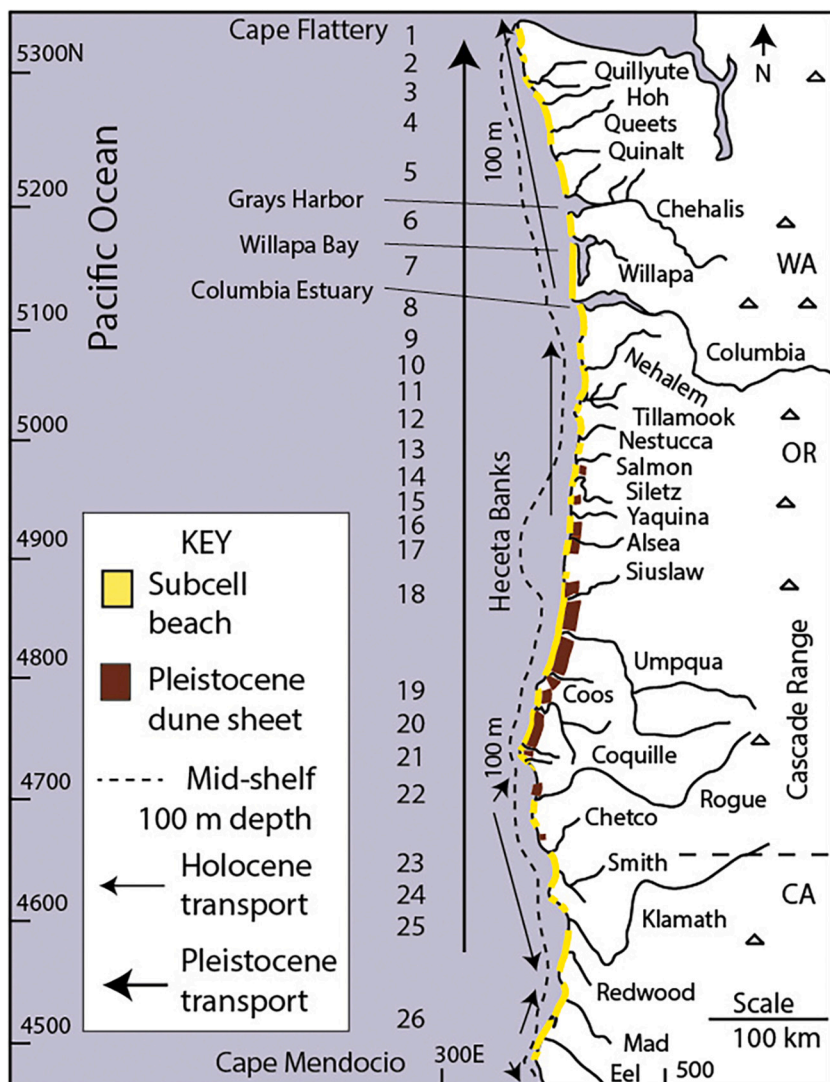 Cape Flattery
5300N
1
2
3
4
5
6
7
8
9
10
11
12
13
14
15
16
17
18
19
20
21
22
23
24
25
26
5200
5100
5000
4900
4800
4700
4600
4500
Pacific Ocean
Grays Harbor
Willapa Bay
Columbia Estuary
100 m
Heceta Banks
100 m
N
Quillyute
Hoh
Queets
Quinalt
Chehalis
WA
Willapa
Columbia
Nehalem
Tillamook
OR
Nestucca
Salmon
Siletz
Yaquina
Alsea
Siuslaw
Umpqua
Coos
Cascade Range
Coquille
Rogue
Chetco
Smith
CA
Klamath
Redwood
Mad
Eel
Scale
100 km
KEY
Subcell
beach
Pleistocene
dune sheet
Mid-shelf
100 m depth
Holocene
transport
Pleistocene
transport
Cape Mendocio
300E
500